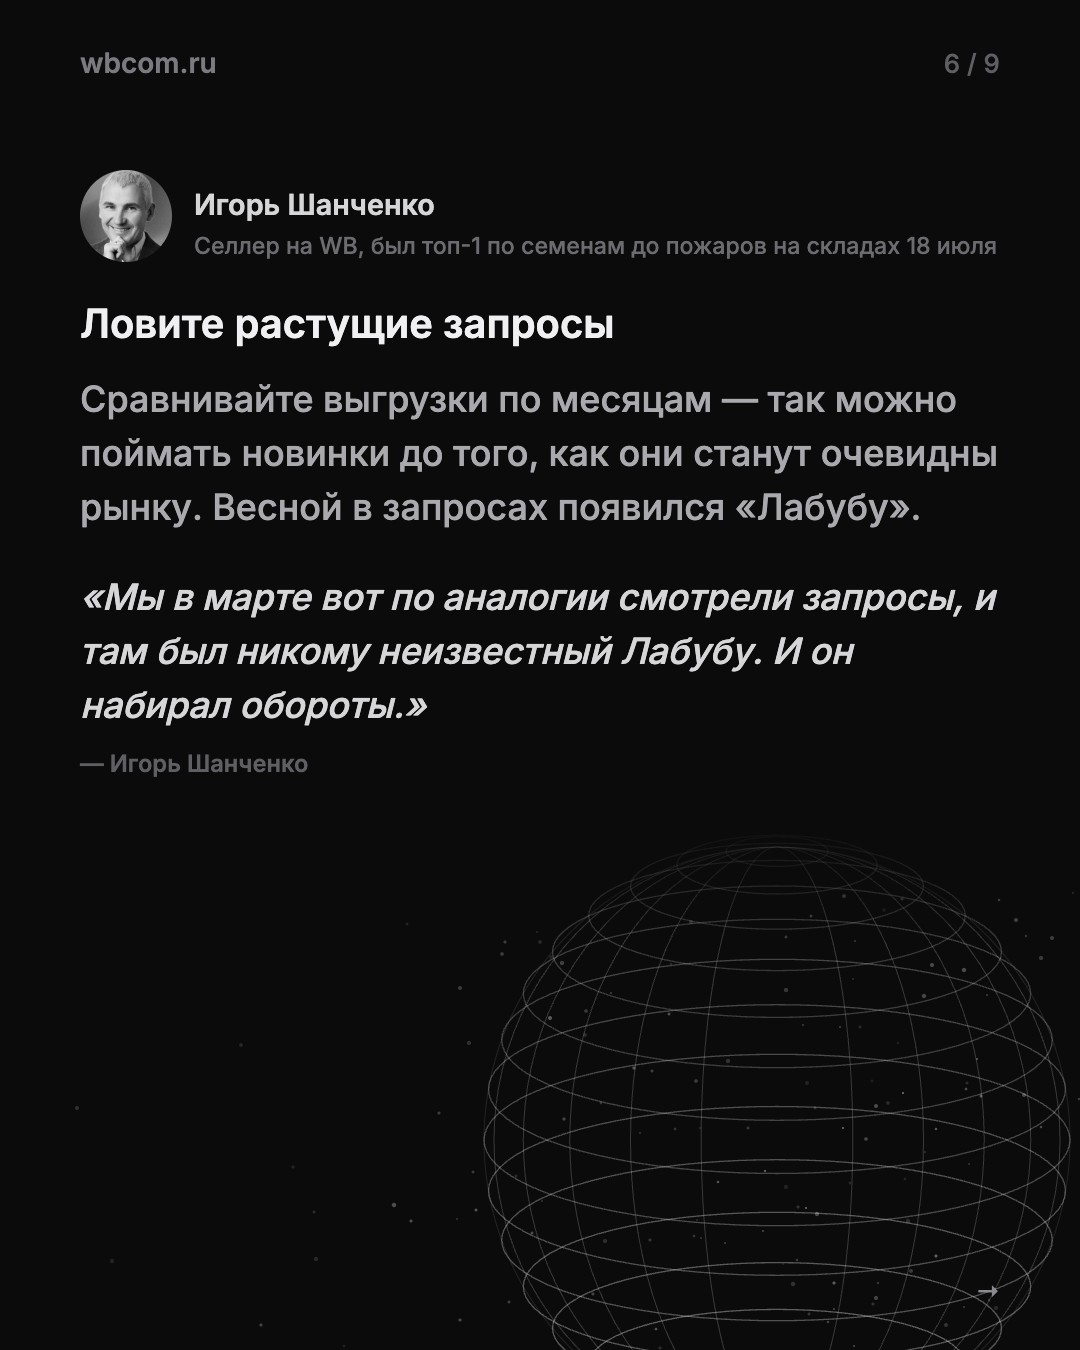 wbcom.ru
6 / 9
Игорь Шанченко
Селлер на WB, был топ-1 по семенам до пожаров на складах 18 июля
Ловите растущие запросы
Сравнивайте выгрузки по месяцам — так можно
поймать новинки до того, как они станут очевидны
рынку. Весной в запросах появился «Лабубу».
«Мы в марте вот по аналогии смотрели запросы, и
там был никому неизвестный Лабубу. И он
набирал обороты.»
— Игорь Шанченко
→